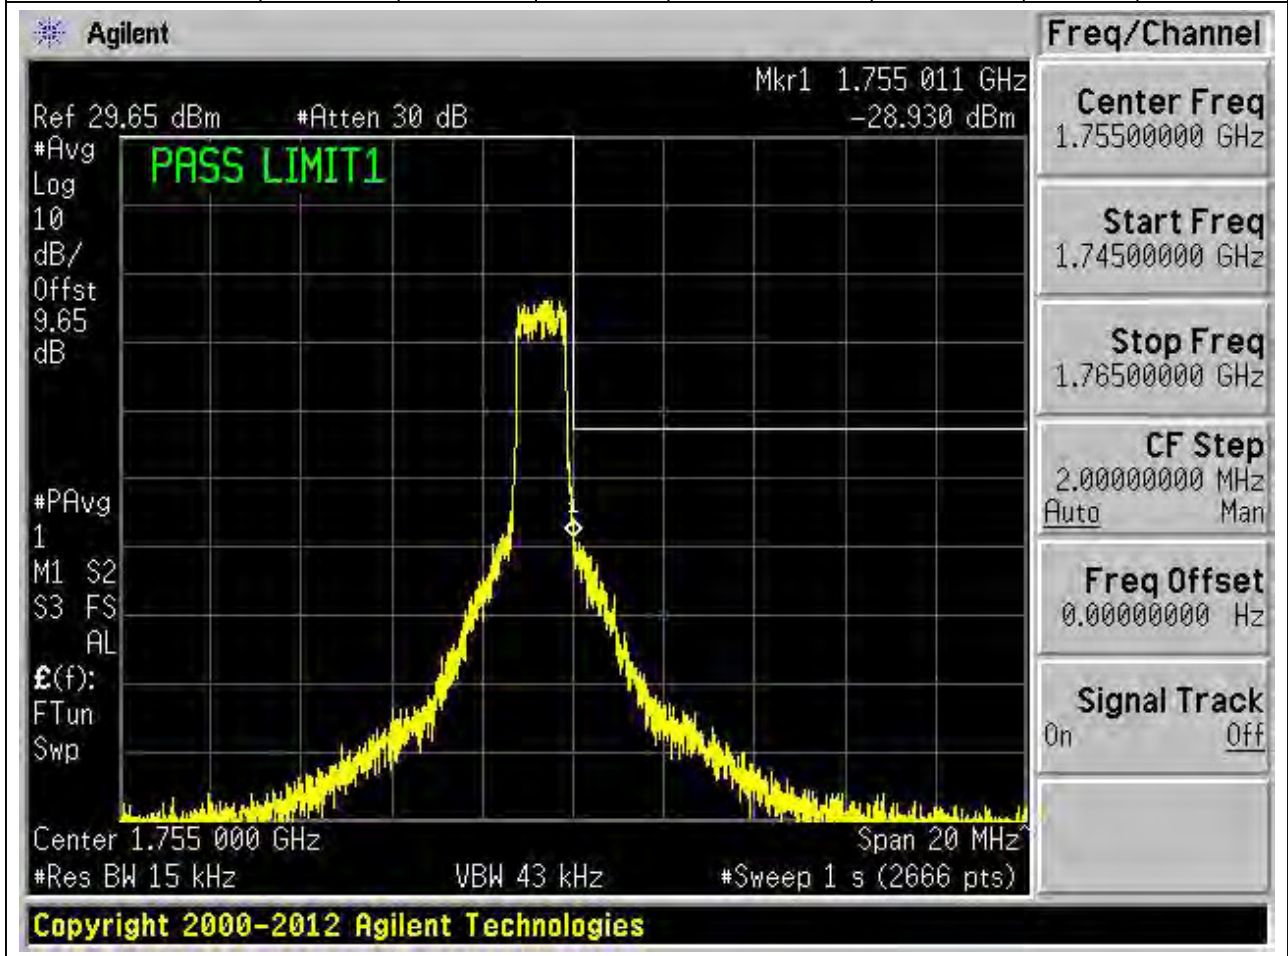 Agilent
Freq/Channel
Mkr1 1.755 011 GHz
Ref 29.65 dBm #Atten 30 dB -28.930 dBm
#Avg
Log
10
dB/
Offst
9.65
dB
PASS LIMIT1
1
#PAvg
1
M1 S2
S3 FS
AL
£(f):
FTun
Swp
Center 1.755 000 GHz Span 20 MHz^
#Res BW 15 kHz VBW 43 kHz #Sweep 1 s (2666 pts)
Center Freq
1.75500000 GHz
Start Freq
1.74500000 GHz
Stop Freq
1.76500000 GHz
CF Step
2.00000000 MHz
Auto Man
Freq Offset
0.00000000 Hz
Signal Track
On Off
Copyright 2000-2012 Agilent Technologies